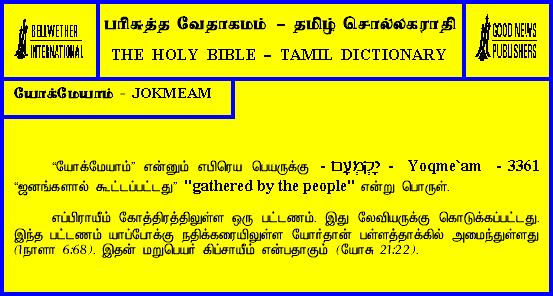 BELLWETHER
INTERNATIONAL
பரிசுத்த வேதாகமம் – தமிழ் சொல்லகராதி
THE HOLY BIBLE – TAMIL DICTIONARY
GOOD NEWS
PUBLISHERS
யோக்மேயாம் - JOKMEAM
“யோக்மேயாம்” என்னும் எபிரெய பெயருக்கு - יָקְמְעָם - Yoqme`am - 3361
“ஜனங்களால் கூட்டப்பட்டது” "gathered by the people" என்று பொருள்.
எப்பிராயீம் கோத்திரத்திலுள்ள ஒரு பட்டணம். இது லேவியருக்கு கொடுக்கப்பட்டது.
இந்த பட்டணம் யாப்போக்கு நதிக்கரையிலுள்ள யோர்தான் பள்ளத்தாக்கில் அமைந்துள்ளது
(1நாளா 6:68). இதன் மறுபெயர் கிப்சாயீம் என்பதாகும் (யோசு 21:22).